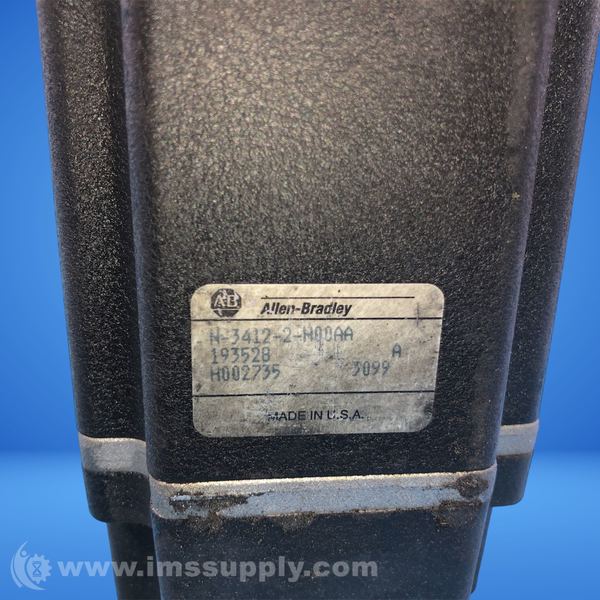 AB Allen-Bradley
N-3412-2-H00AA
193528 A
H002735 3099
MADE IN U.S.A.
www.imssupply.com